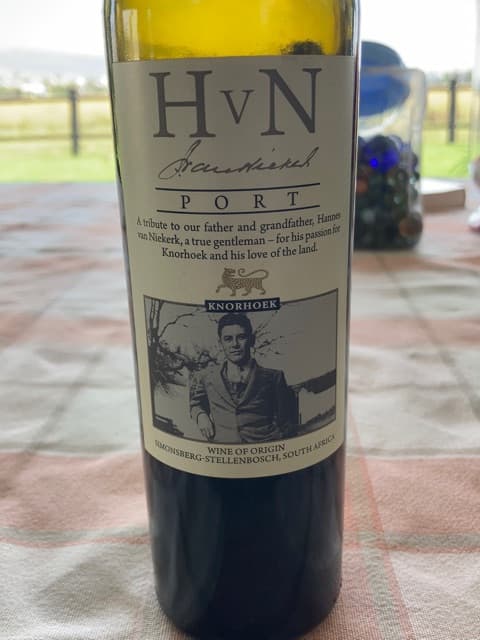 HvN
PORT
A tribute to our father and grandfather, Hannes
van Niekerk, a true gentleman – for his passion for
Knorhoek and his love of the land.
KNORHOEK
WINE OF ORIGIN
SIMONSBERG-STELLENBOSCH, SOUTH AFRICA